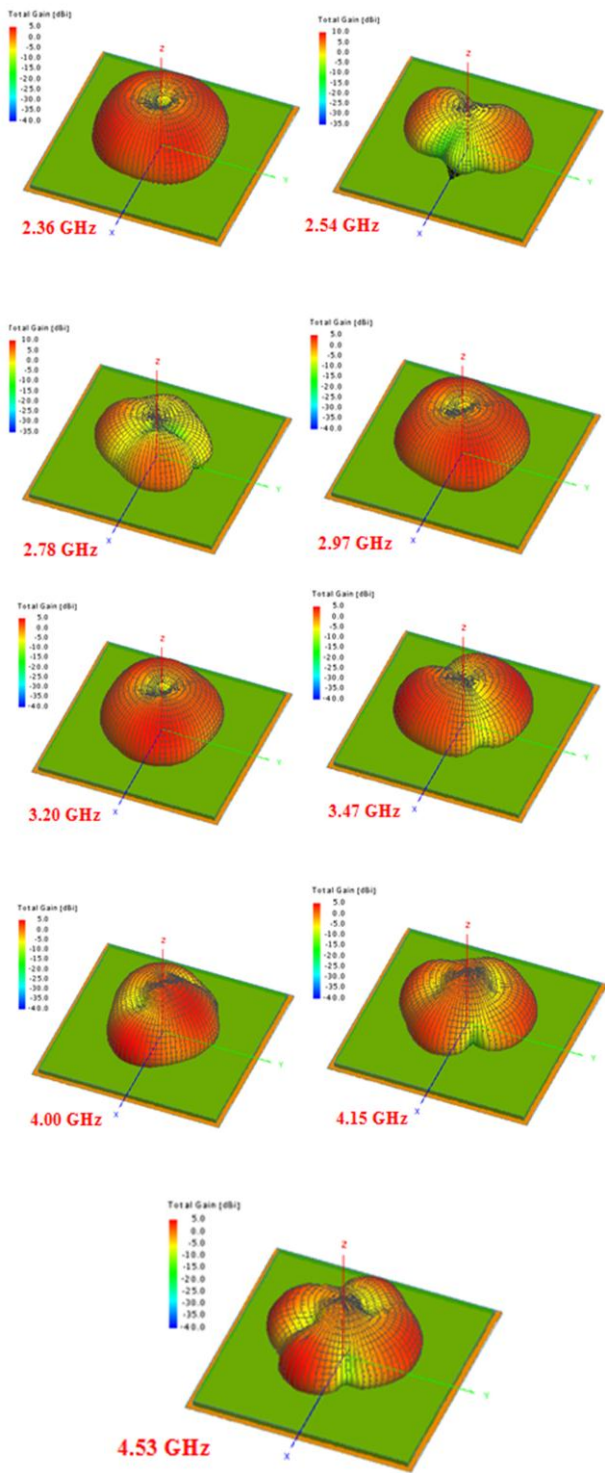 Total Gain [dBi]
5.0
0.0
-5.0
-10.0
-15.0
-20.0
-25.0
-30.0
-35.0
-40.0
Z
Y
X
2.36 GHz
Total Gain [dBi]
10.0
5.0
0.0
-5.0
-10.0
-15.0
-20.0
-25.0
-30.0
-35.0
Z
Y
X
2.54 GHz
Total Gain [dBi]
10.0
5.0
0.0
-5.0
-10.0
-15.0
-20.0
-25.0
-30.0
-35.0
Z
Y
X
2.78 GHz
Total Gain [dBi]
5.0
0.0
-5.0
-10.0
-15.0
-20.0
-25.0
-30.0
-35.0
-40.0
Z
Y
X
2.97 GHz
Total Gain [dBi]
5.0
0.0
-5.0
-10.0
-15.0
-20.0
-25.0
-30.0
-35.0
-40.0
Z
Y
X
3.20 GHz
Total Gain [dBi]
5.0
0.0
-5.0
-10.0
-15.0
-20.0
-25.0
-30.0
-35.0
-40.0
Z
Y
X
3.47 GHz
Total Gain [dBi]
5.0
0.0
-5.0
-10.0
-15.0
-20.0
-25.0
-30.0
-35.0
-40.0
Z
Y
X
4.00 GHz
Total Gain [dBi]
5.0
0.0
-5.0
-10.0
-15.0
-20.0
-25.0
-30.0
-35.0
-40.0
Z
Y
X
4.15 GHz
Total Gain [dBi]
5.0
0.0
-5.0
-10.0
-15.0
-20.0
-25.0
-30.0
-35.0
-40.0
Z
Y
X
4.53 GHz